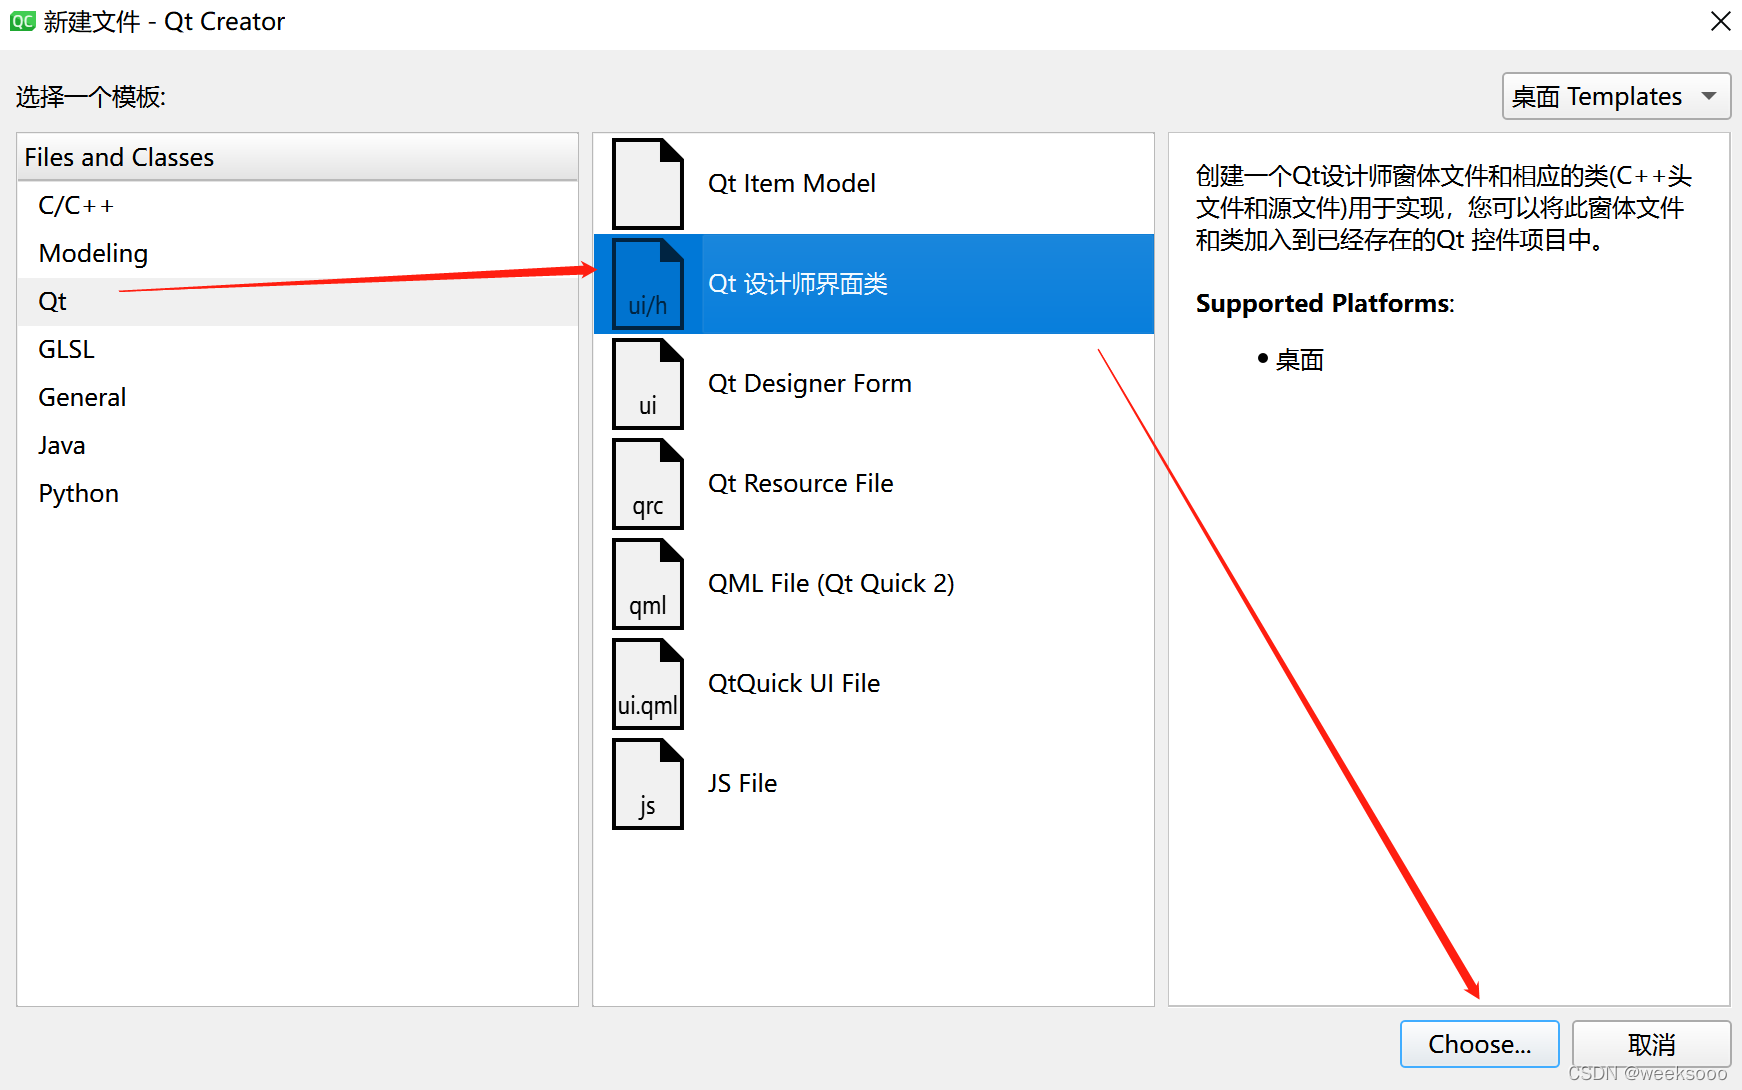 QC 新建文件 - Qt Creator
选择一个模板:
桌面 Templates
Files and Classes
C/C++
Modeling
Qt
GLSL
General
Java
Python
Qt Item Model
ui/h
Qt 设计师界面类
ui
Qt Designer Form
qrc
Qt Resource File
qml
QML File (Qt Quick 2)
ui.qml
QtQuick UI File
js
JS File
创建一个Qt设计师窗体文件和相应的类(C++头
文件和源文件)用于实现，您可以将此窗体文件
和类加入到已经存在的Qt 控件项目中。
Supported Platforms:
• 桌面
Choose...
取消
CSDN @weeksooo